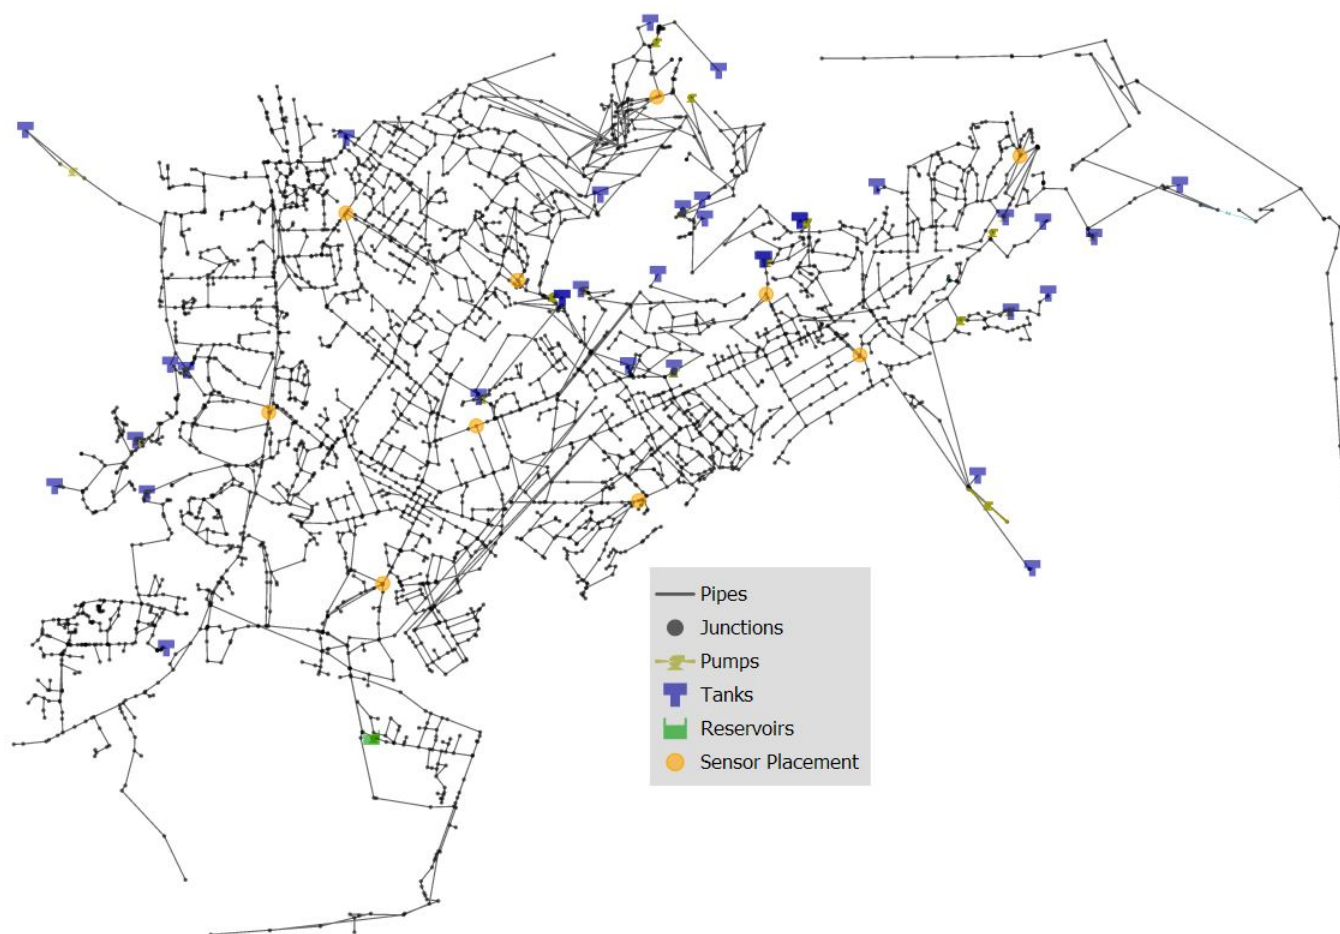 Pipes
Junctions
Pumps
Tanks
Reservoirs
Sensor Placement